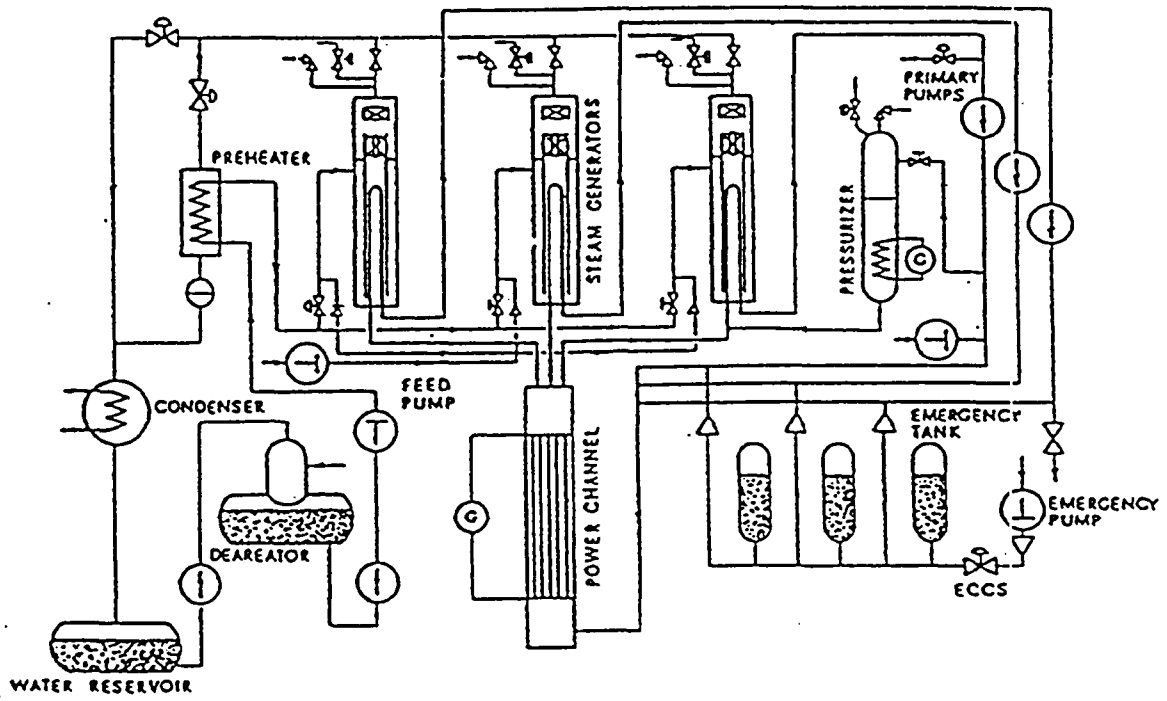 PRIMARY
PUMPS
PREHEATER
STEAM GENERATORS
PRESSURIZER
G
CONDENSER
FEED
PUMP
EMERGENCY
TANK
POWER CHANNEL
G
EMERGENCY
PUMP
DEAREATOR
ECCS
WATER RESERVOIR